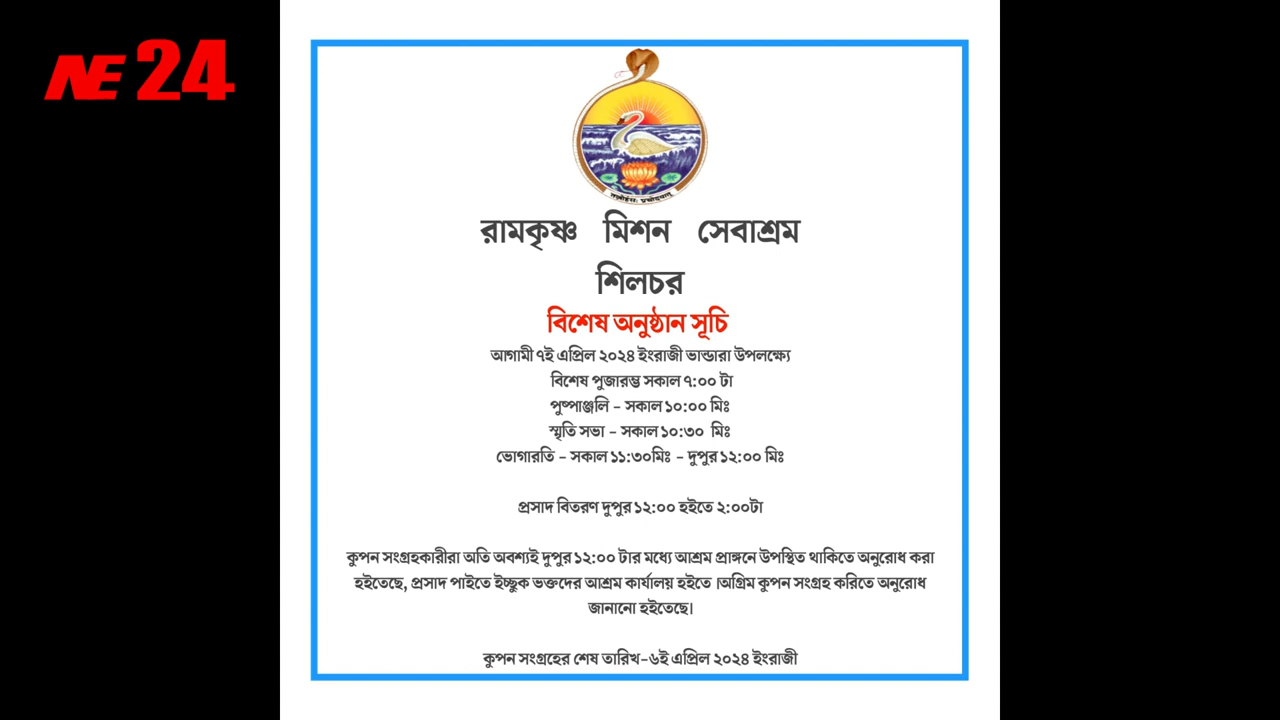 NE 24
तन्नो हंसः प्रचोदयात्
রামকৃষ্ণ মিশন সেবাশ্রম
শিলচর
বিশেষ অনুষ্ঠান সূচি
আগামী ৭ই এপ্রিল ২০২৪ ইংরাজী ভান্ডারা উপলক্ষ্যে
বিশেষ পুজারম্ভ সকাল ৭:০০ টা
পুষ্পাঞ্জলি - সকাল ১০:০০ মিঃ
স্মৃতি সভা - সকাল ১০:৩০ মিঃ
ভোগারতি - সকাল ১১:৩০মিঃ - দুপুর ১২:০০ মিঃ
প্রসাদ বিতরণ দুপুর ১২:০০ হইতে ২:০০টা
কুপন সংগ্রহকারীরা অতি অবশ্যই দুপুর ১২:০০ টার মধ্যে আশ্রম প্রাঙ্গনে উপস্থিত থাকিতে অনুরোধ করা
হইতেছে, প্রসাদ পাইতে ইচ্ছুক ভক্তদের আশ্রম কার্যালয় হইতে ।অগ্রিম কুপন সংগ্রহ করিতে অনুরোধ
জানানো হইতেছে।
কুপন সংগ্রহের শেষ তারিখ-৬ই এপ্রিল ২০২৪ ইংরাজী